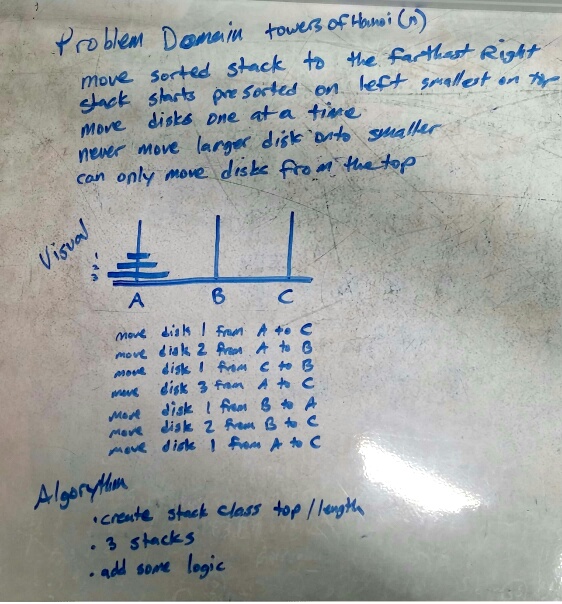 Problem Domain towers of Hanoi (n)
move sorted stack to the farthest Right
stack starts presorted on left smallest on top
move disks one at a time
never move larger disk onto smaller
can only move disks from the top
Visual
1
2
3
A B C
move disk 1 from A to C
move disk 2 from A to B
move disk 1 from C to B
move disk 3 from A to C
move disk 1 from B to A
move disk 2 from B to C
move disk 1 from A to C
Algorythm
• create stack class top/length
• 3 stacks
• add some logic